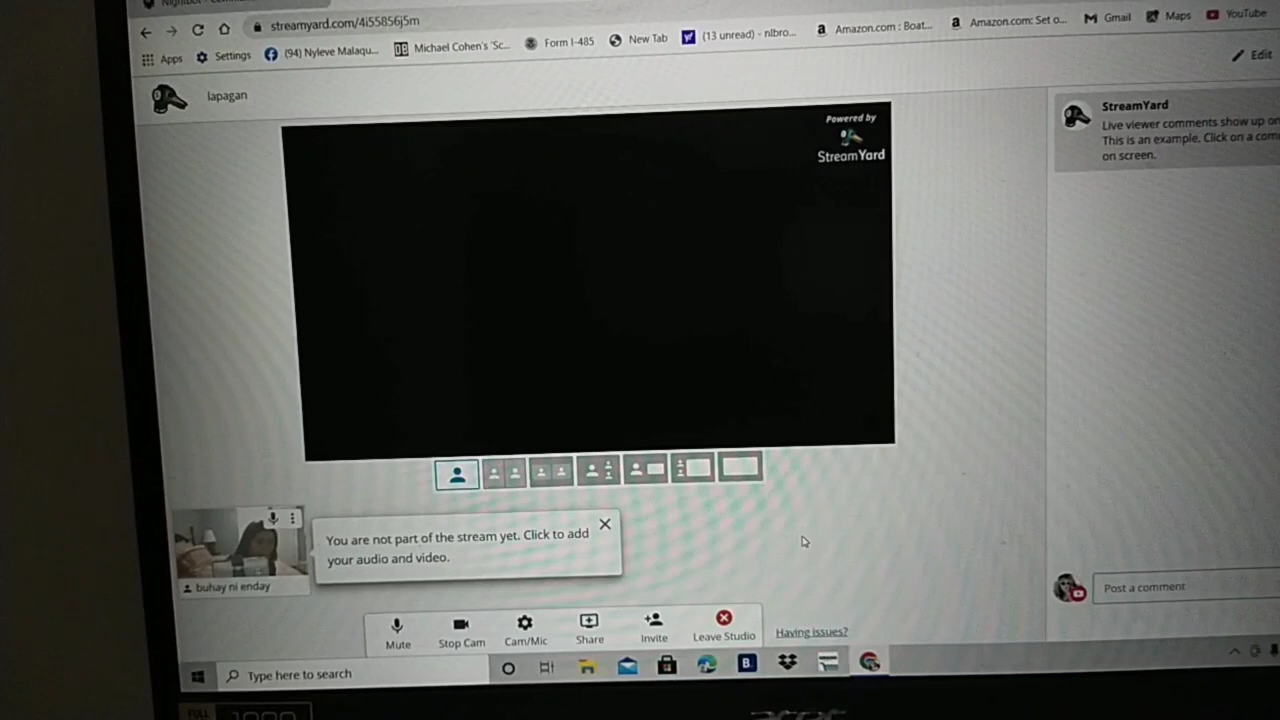 streamyard.com/4i55856j5m
Apps Settings (94) Nyleve Malaqu... Michael Cohen's 'Sc... Form I-485 New Tab (13 unread) - nlbro... Amazon.com : Boat... Amazon.com: Set o... Gmail Maps YouTube
lapagan
Edit
Powered by
StreamYard
StreamYard
Live viewer comments show up on
This is an example. Click on a com
on screen.
You are not part of the stream yet. Click to add
your audio and video.
buhay ni enday
Post a comment
Mute Stop Cam Cam/Mic Share Invite Leave Studio Having issues?
Type here to search
B.
FULL
acer